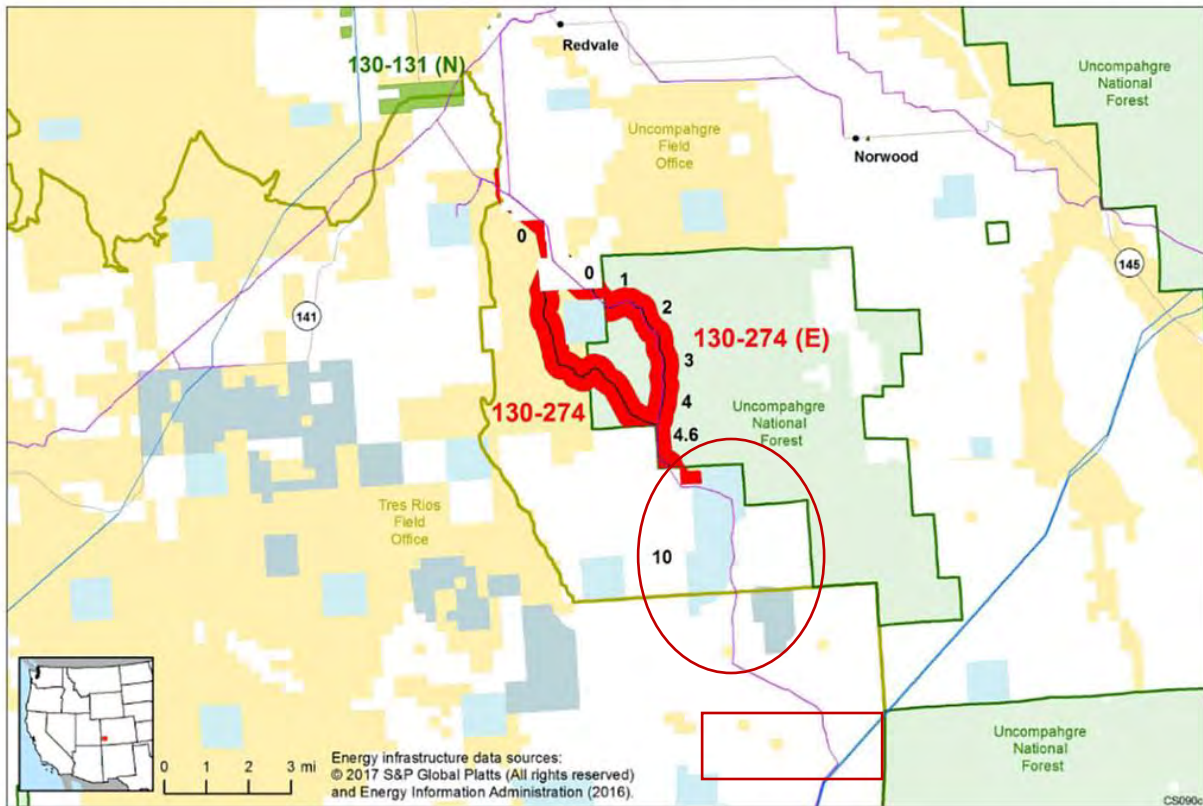 Redvale
130-131 (N)
Uncompahgre
National
Forest
Uncompahgre
Field
Office
Norwood
0
145
0
1
2
141
130-274 (E)
3
4
130-274
Uncompahgre
National
Forest
4.6
Tres Rios
Field
Office
10
Uncompahgre
National
Forest
0 1 2 3 mi
Energy infrastructure data sources:
© 2017 S&P Global Platts (All rights reserved)
and Energy Information Administration (2016).